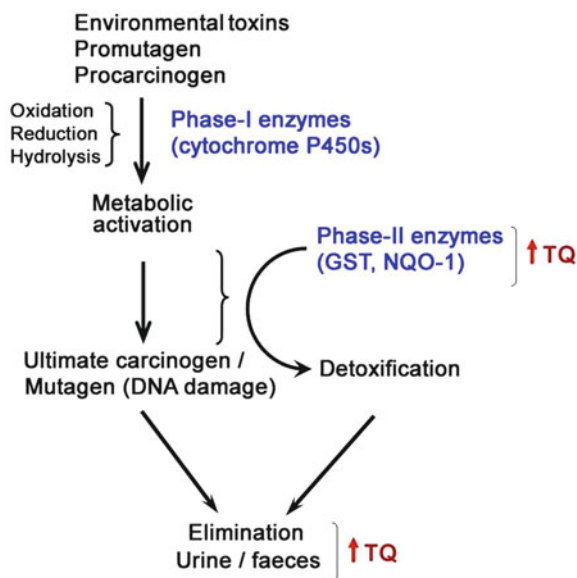 Environmental toxins
Promutagen
Procarcinogen
Oxidation
Reduction
Hydrolysis
Phase-I enzymes
(cytochrome P450s)
Metabolic
activation
Phase-II enzymes
(GST, NQO-1)
↑ TQ
Ultimate carcinogen /
Mutagen (DNA damage)
Detoxification
Elimination
Urine / faeces
↑ TQ